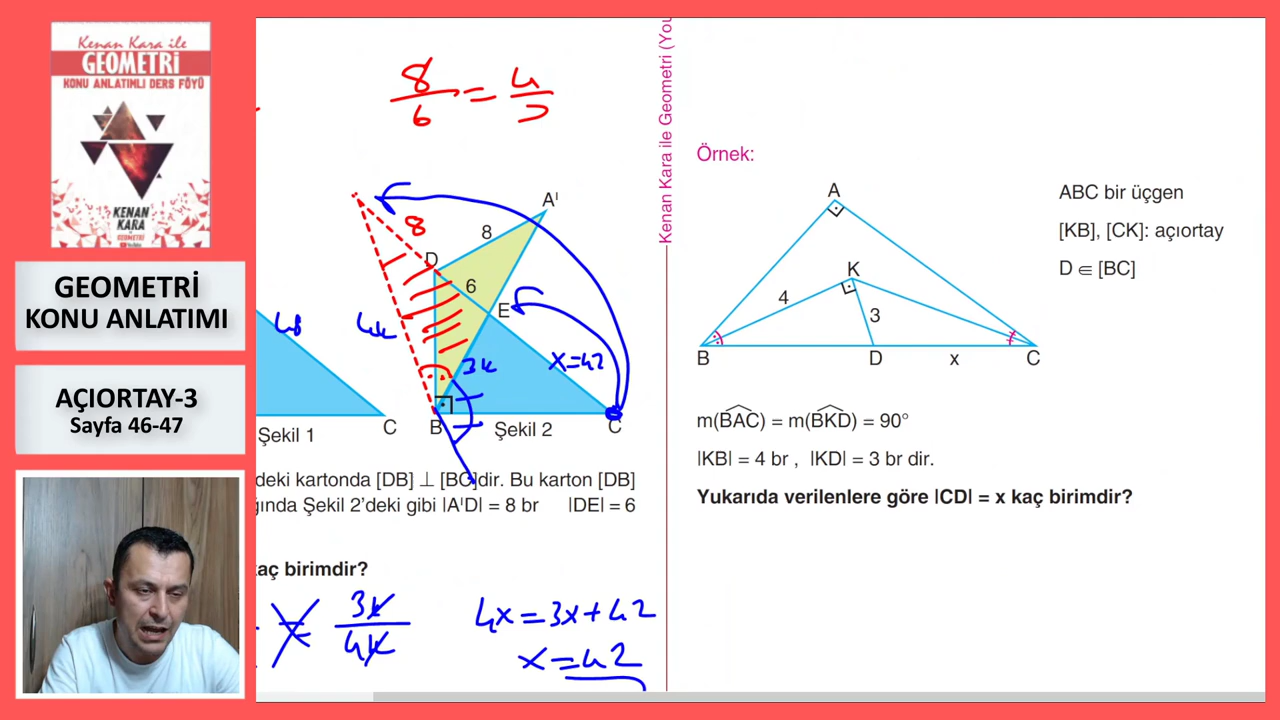 Kenan Kara ile
GEOMETRİ
KONU ANLATIMLI DERS FÖYÜ
KENAN
KARA
GEOMETRİ
KONU ANLATIMI
AÇIORTAY-3
Sayfa 46-47
8/6 = 4/3
A'
8
8
D
6
E
4k
3k
x=42
B
C
Şekil 2
48
C
Şekil 1
deki kartonda [DB] ⊥ [BC]dir. Bu karton [DB]
ğında Şekil 2'deki gibi |A'D| = 8 br |DE| = 6
kaç birimdir?
= 3k/4k
4x=3x+42
x=42
Kenan Kara ile Geometri (You
Örnek:
A
K
4
3
B
D
x
C
ABC bir üçgen
[KB], [CK]: açıortay
D ∈ [BC]
m(BAC) = m(BKD) = 90°
|KB| = 4 br , |KD| = 3 br dir.
Yukarıda verilenlere göre |CD| = x kaç birimdir?